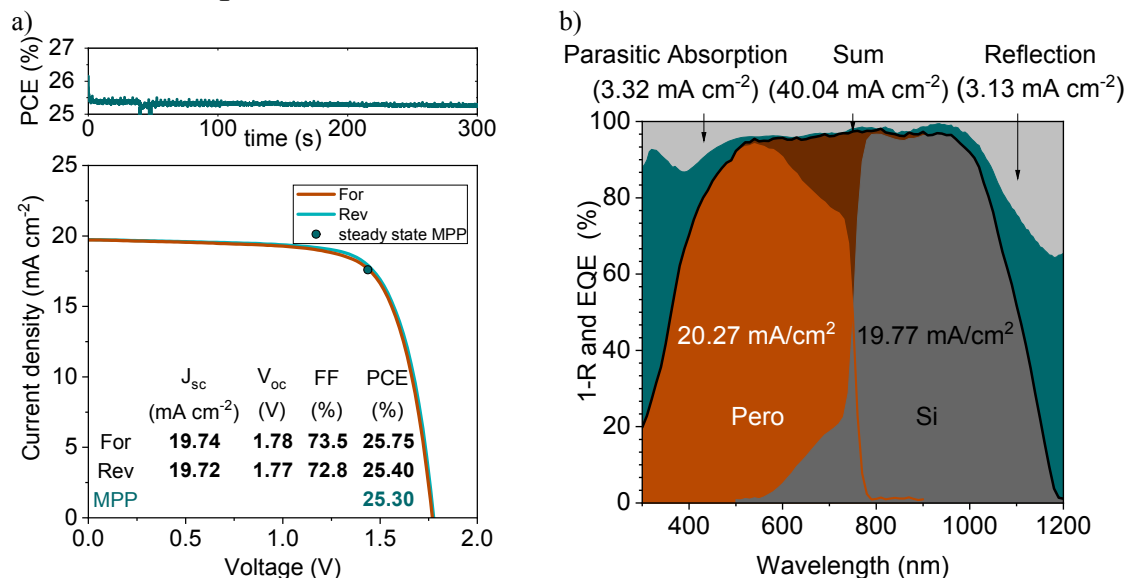 a)
PCE (%)
27
26
25
0
100
200
300
time (s)
Current density (mA cm-2)
25
20
15
10
5
0
For
Rev
steady state MPP
Jsc Voc FF PCE
(mA cm-2) (V) (%) (%)
For 19.74 1.78 73.5 25.75
Rev 19.72 1.77 72.8 25.40
MPP 25.30
0.0 0.5 1.0 1.5 2.0
Voltage (V)
b)
Parasitic Absorption Sum Reflection
(3.32 mA cm-2) (40.04 mA cm-2) (3.13 mA cm-2)
1-R and EQE (%)
100
80
60
40
20
0
20.27 mA/cm2 19.77 mA/cm2
Pero Si
400 600 800 1000 1200
Wavelength (nm)